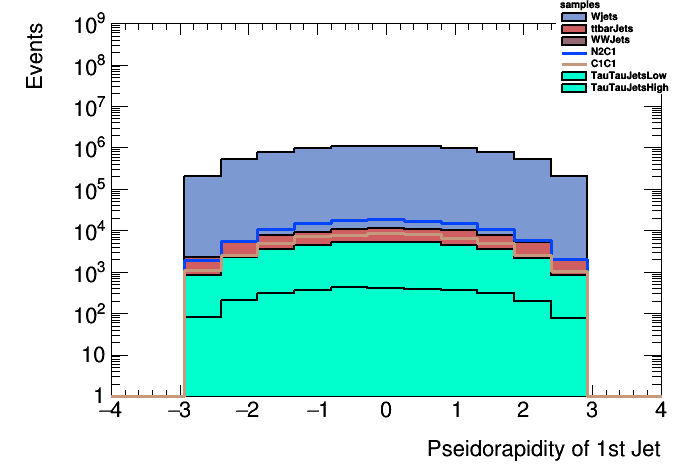 samples
Wjets
ttbarJets
WWJets
N2C1
C1C1
TauTauJetsLow
TauTauJetsHigh
Events
10⁹
10⁸
10⁷
10⁶
10⁵
10⁴
10³
10²
10
1
−4 −3 −2 −1 0 1 2 3 4
Pseidorapidity of 1st Jet